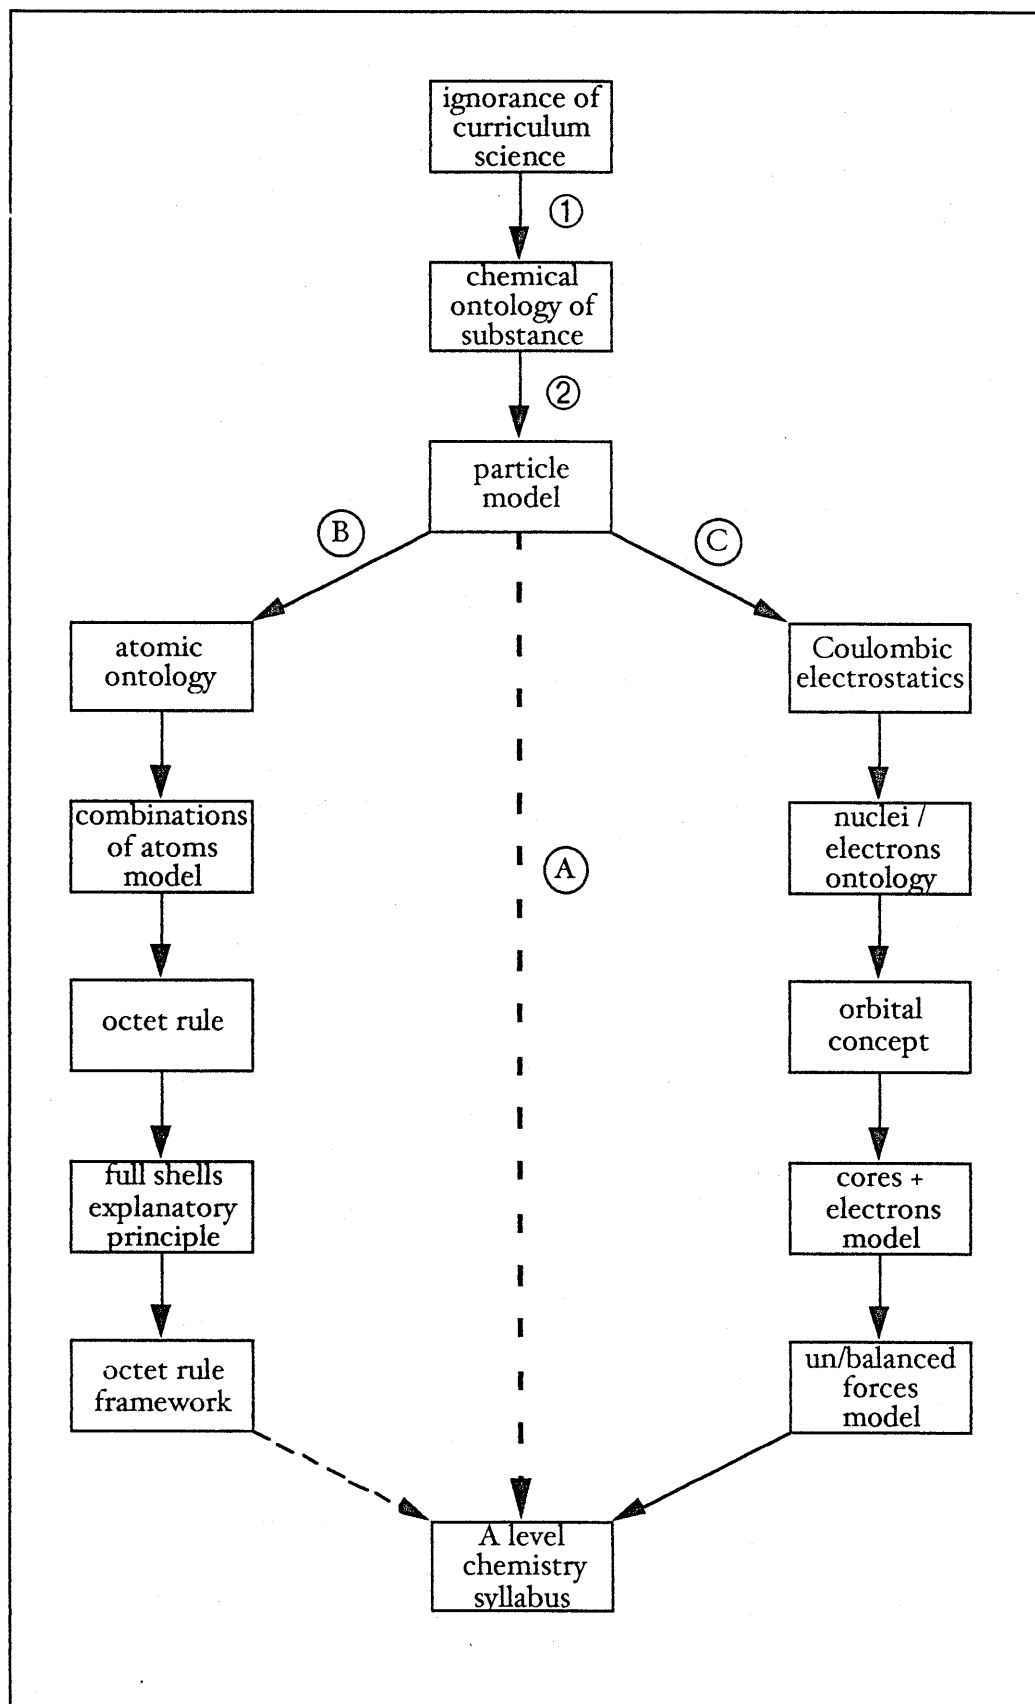 ignorance of
curriculum
science
①
chemical
ontology of
substance
②
particle
model
B
C
atomic
ontology
Coulombic
electrostatics
combinations
of atoms
model
nuclei /
electrons
ontology
A
octet rule
orbital
concept
full shells
explanatory
principle
cores +
electrons
model
octet rule
framework
un/balanced
forces
model
A level
chemistry
syllabus